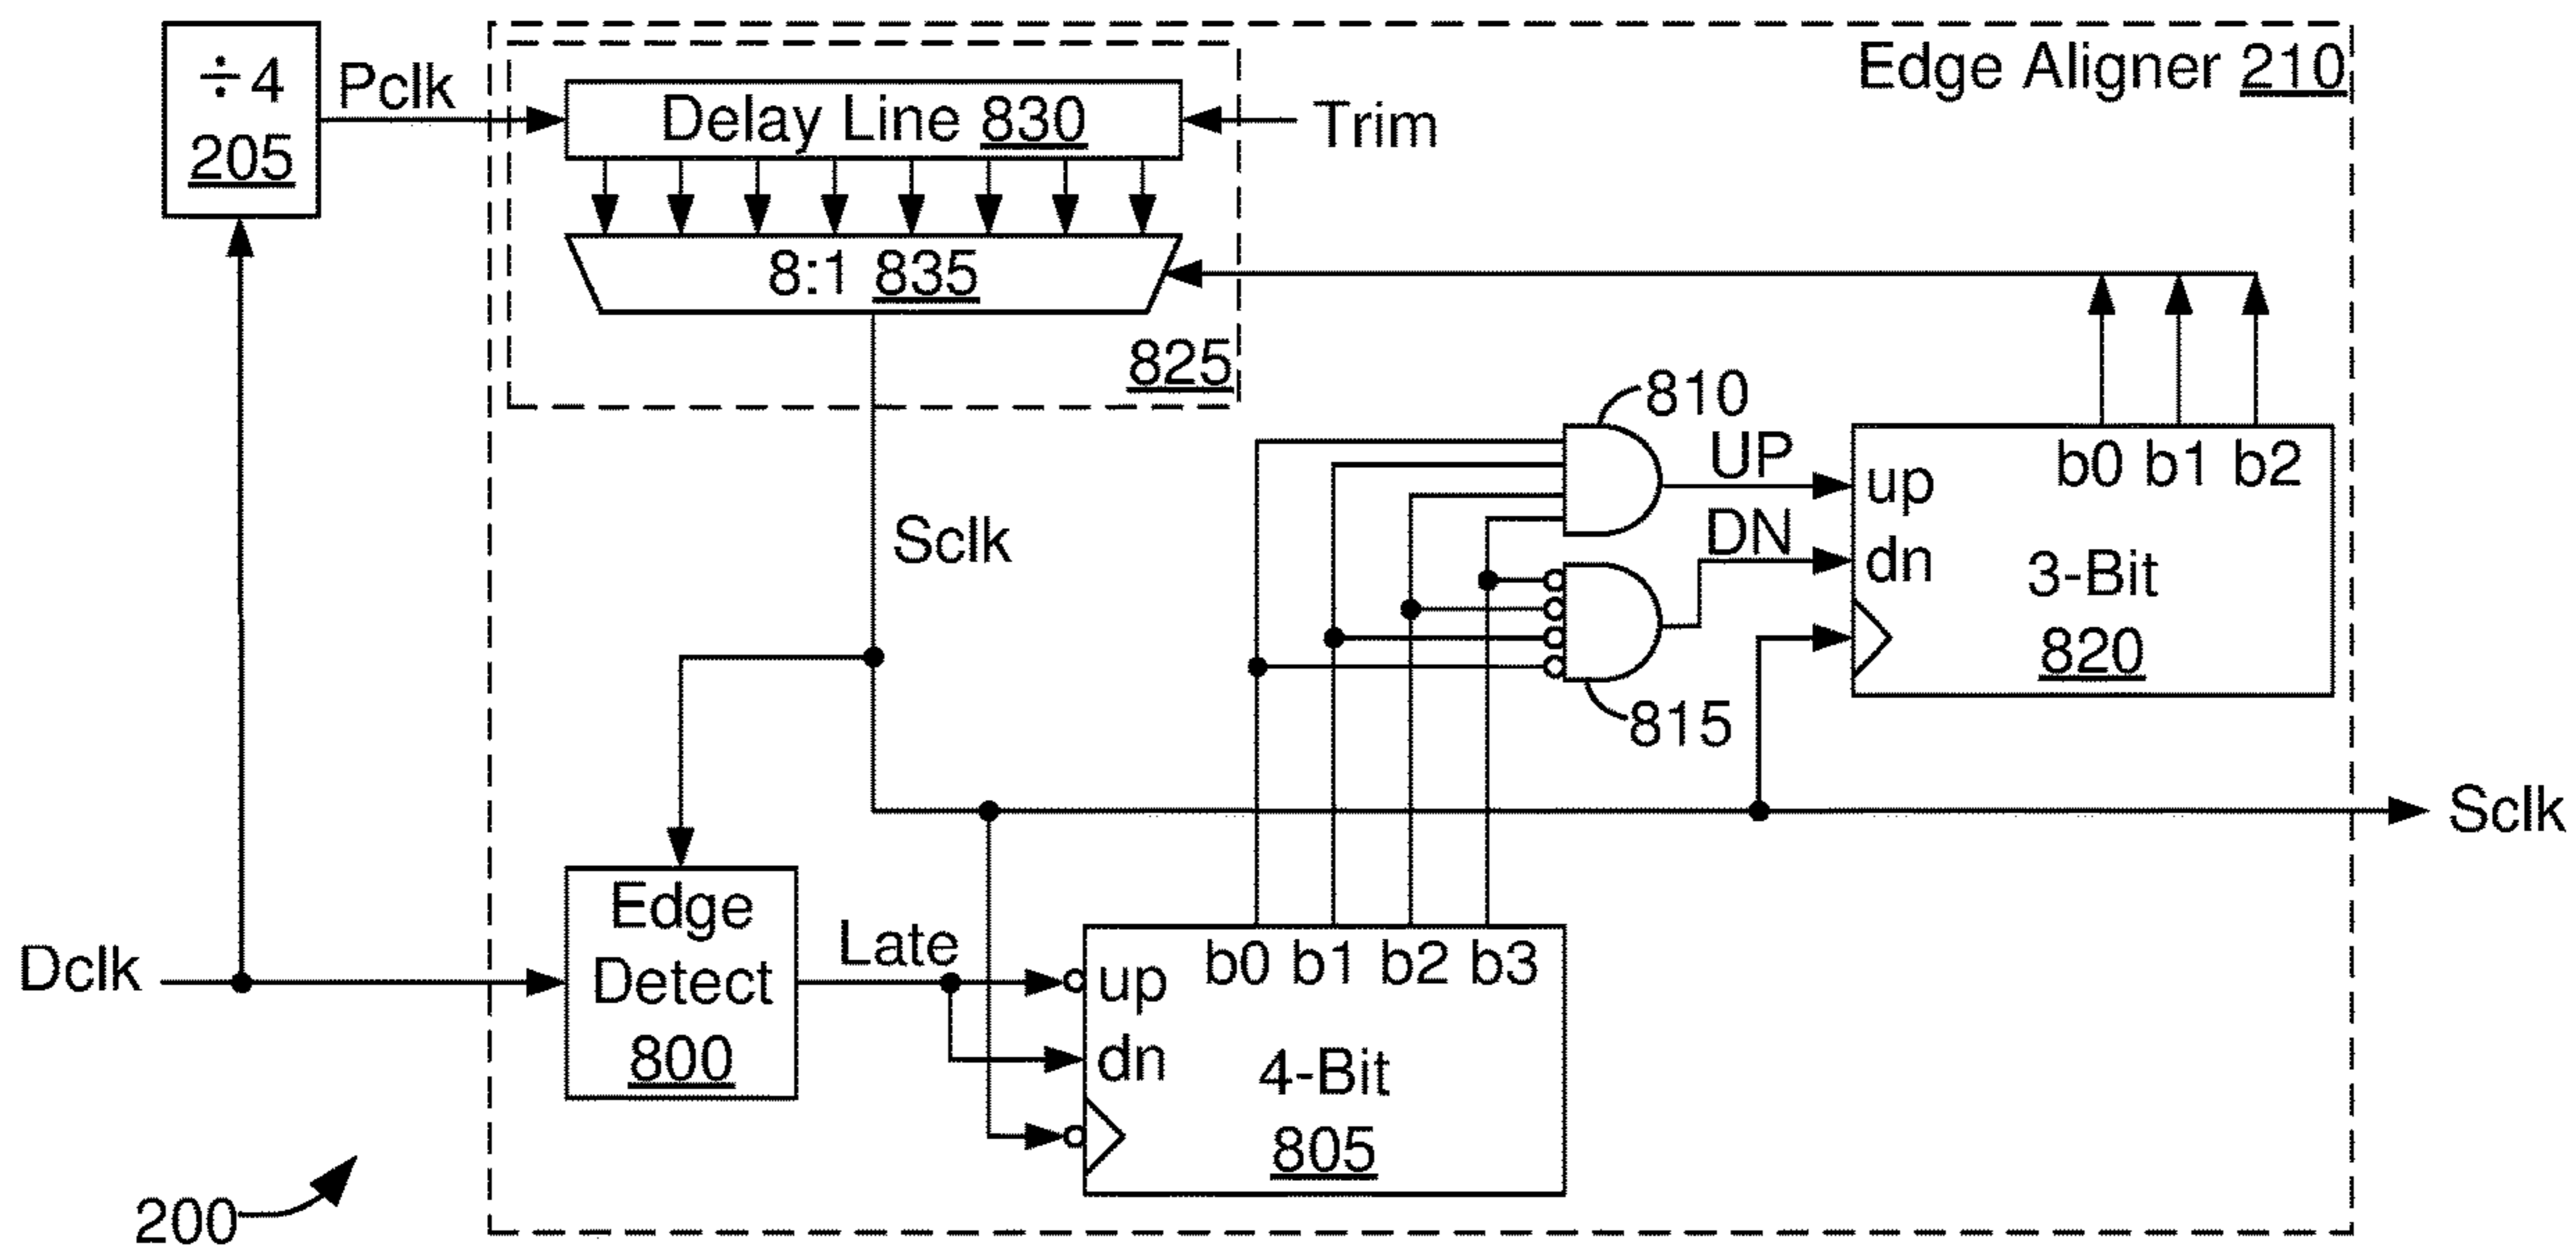 ÷4
205
Pclk
Delay Line 830
Trim
Edge Aligner 210
8:1 835
825
810
UP
DN
815
up
dn
b0 b1 b2
3-Bit
820
Sclk
Sclk
Dclk
Edge
Detect
800
Late
up
dn
b0 b1 b2 b3
4-Bit
805
200